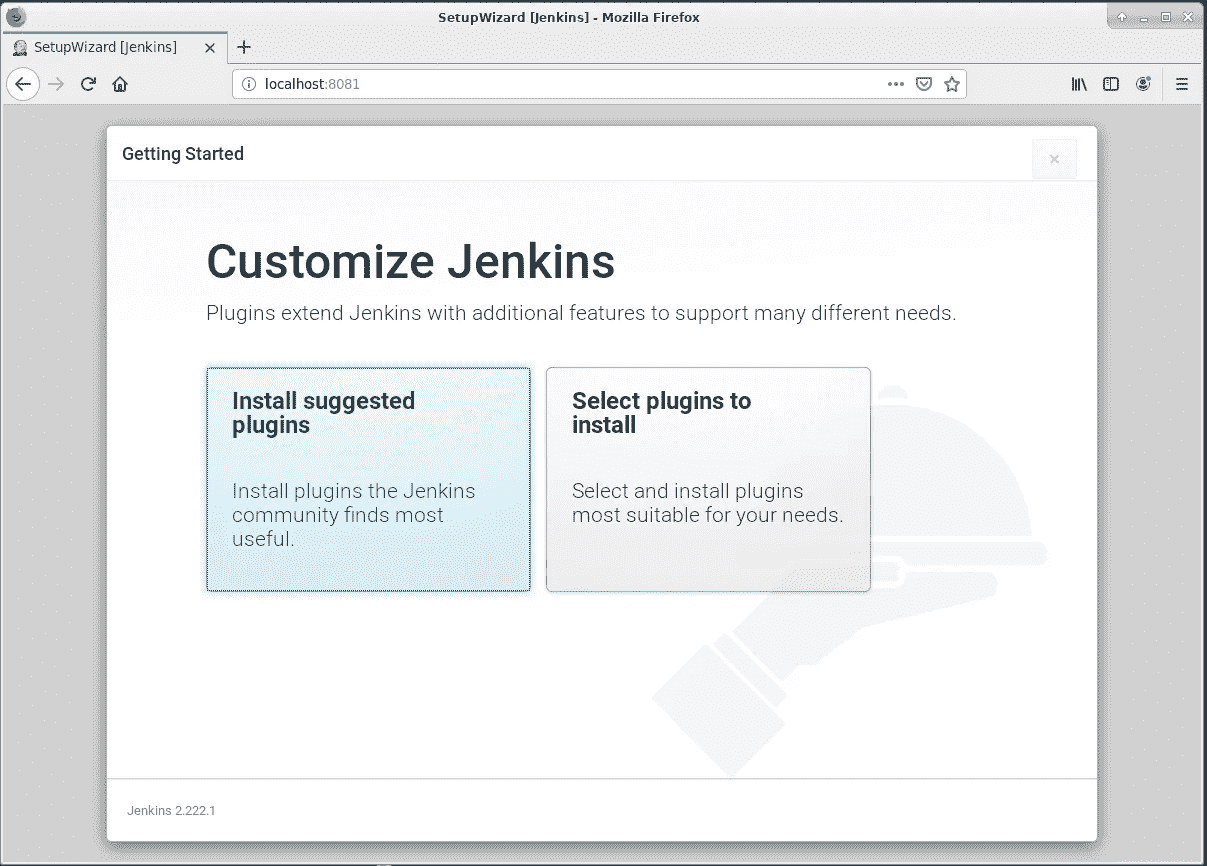 SetupWizard [Jenkins] - Mozilla Firefox
SetupWizard [Jenkins]
localhost:8081
Getting Started
Customize Jenkins
Plugins extend Jenkins with additional features to support many different needs.
Install suggested
plugins
Install plugins the Jenkins
community finds most
useful.
Select plugins to
install
Select and install plugins
most suitable for your needs.
Jenkins 2.222.1